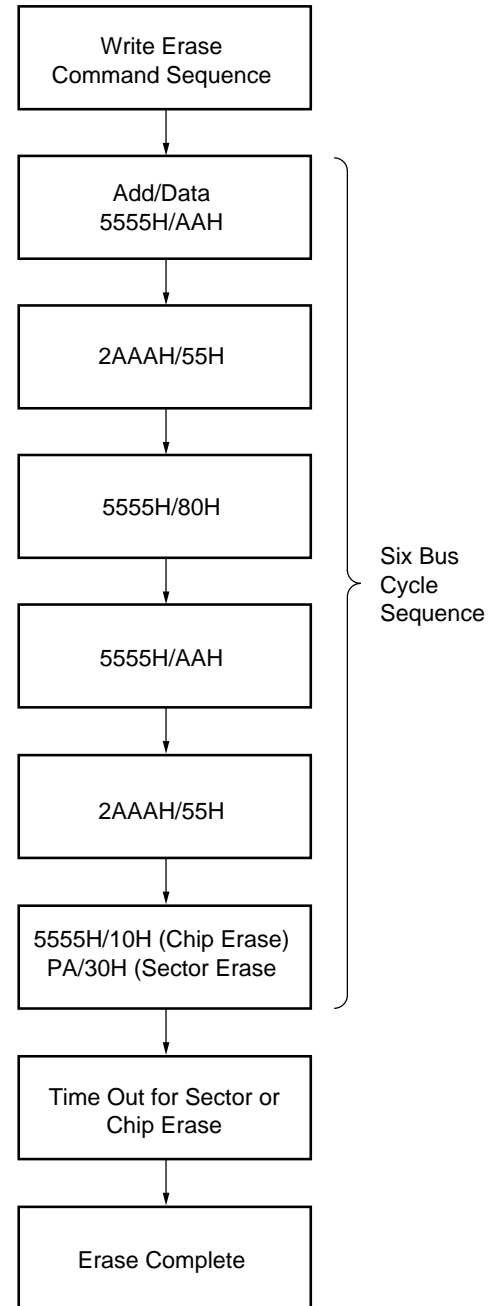 Write Erase
Command Sequence
Add/Data
5555H/AAH
2AAAH/55H
5555H/80H
5555H/AAH
2AAAH/55H
5555H/10H (Chip Erase)
PA/30H (Sector Erase
Six Bus
Cycle
Sequence
Time Out for Sector or
Chip Erase
Erase Complete